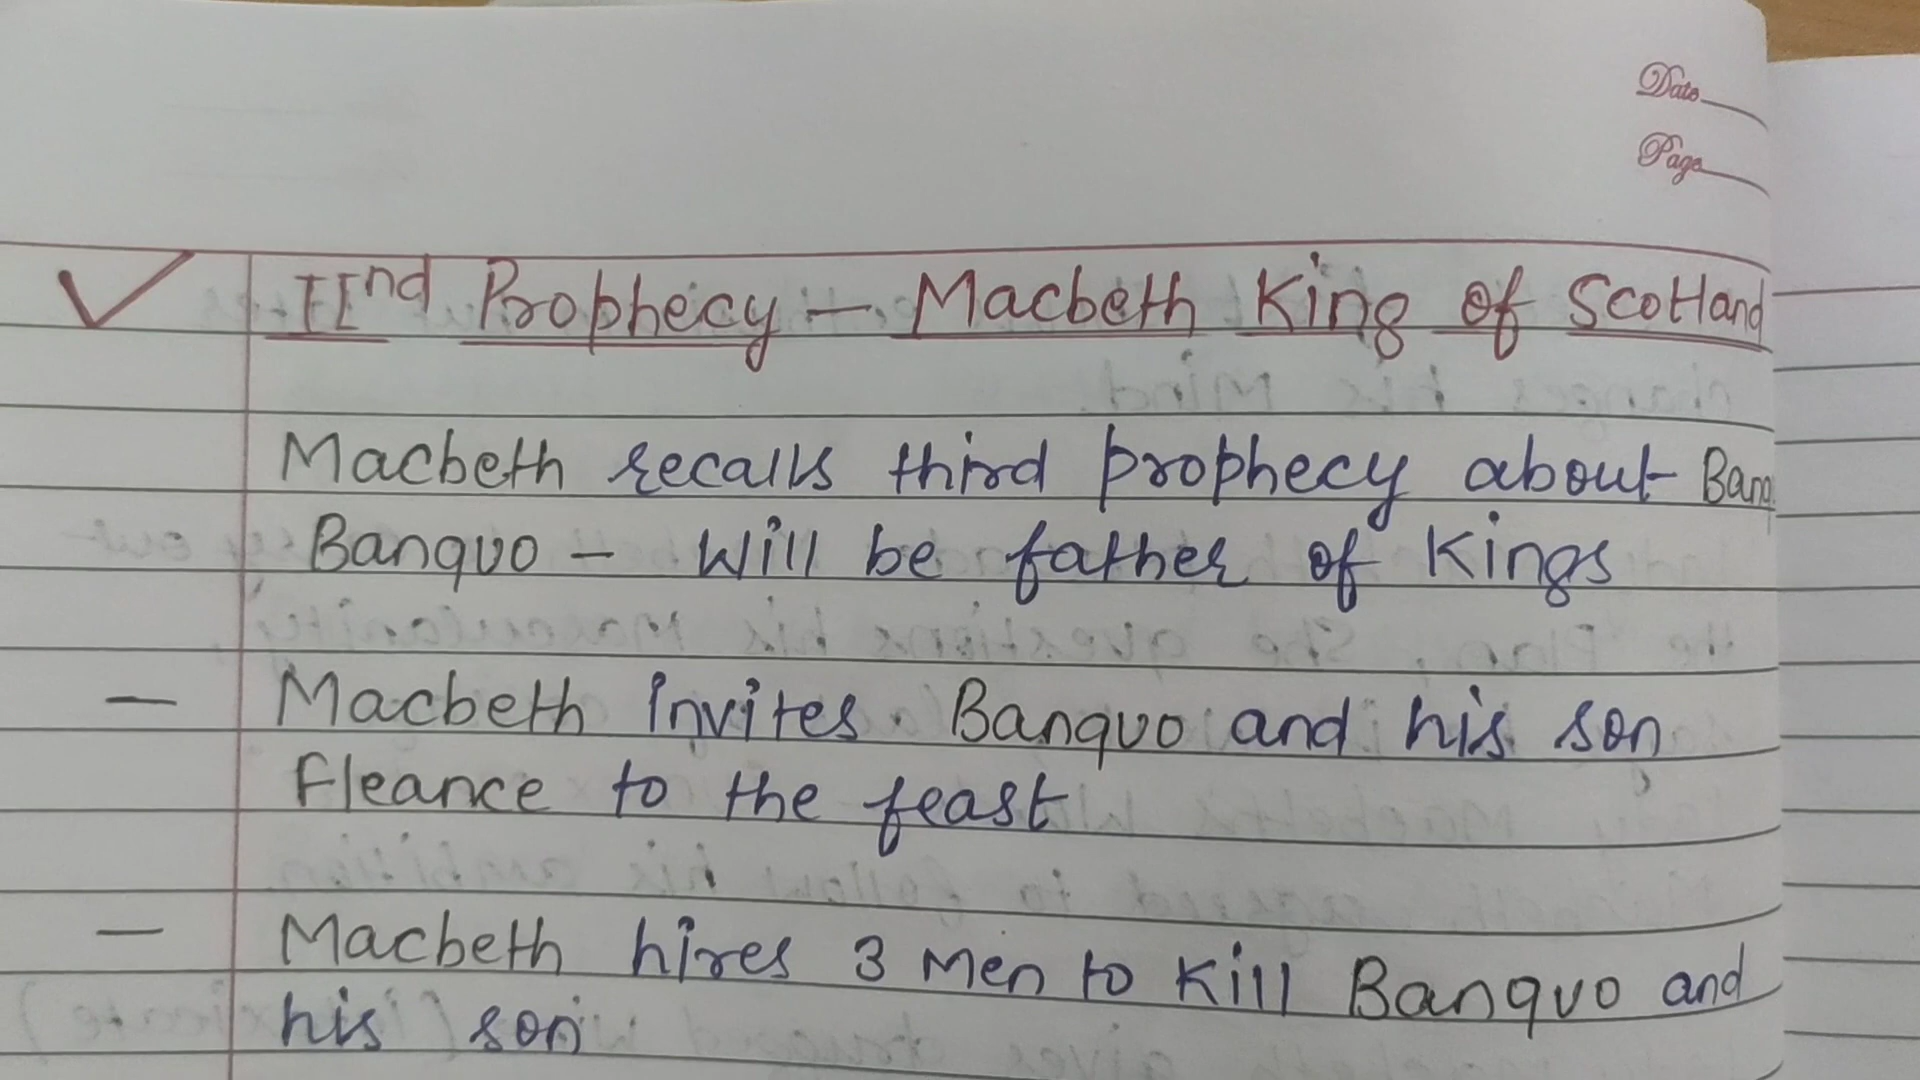 Date
Page
IInd Prophecy – Macbeth King of Scotland
Macbeth recalls third prophecy about Banq
Banquo – Will be father of Kings
– Macbeth invites Banquo and his son
Fleance to the feast
– Macbeth hires 3 Men to Kill Banquo and
his son